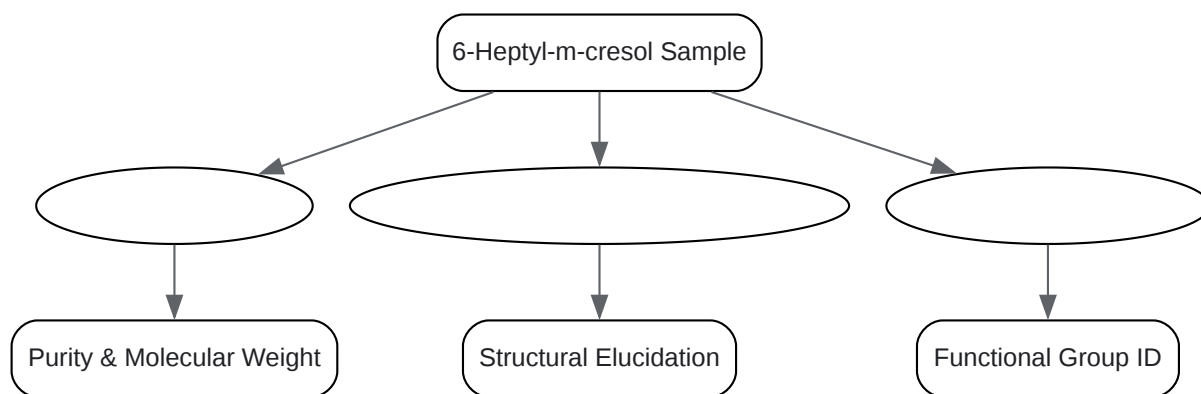 6-Heptyl-m-cresol Sample
Purity & Molecular Weight
Structural Elucidation
Functional Group ID